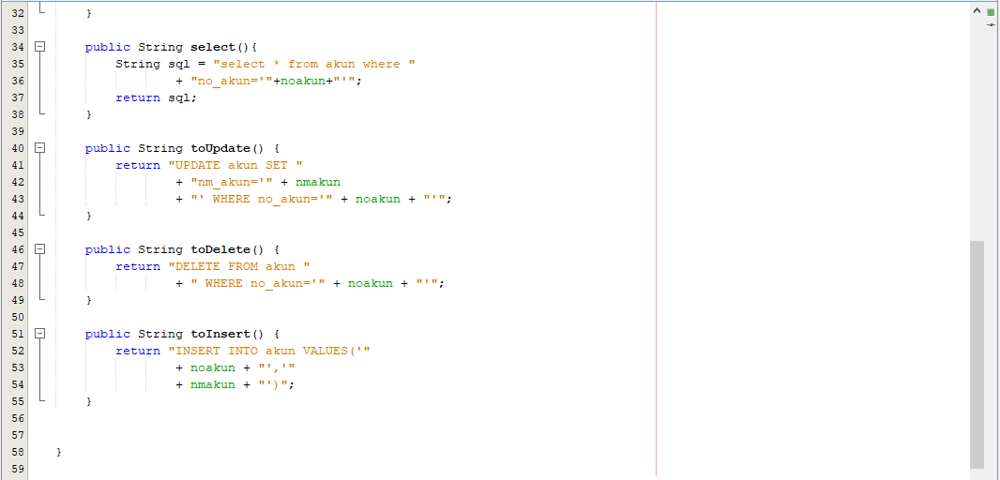 32 }
33
34 public String select(){
35 String sql = "select * from akun where "
36 + "no_akun='"+noakun+"'";
37 return sql;
38 }
39
40 public String toUpdate() {
41 return "UPDATE akun SET "
42 + "nm_akun='" + nmakun
43 + "' WHERE no_akun='" + noakun + "'";
44 }
45
46 public String toDelete() {
47 return "DELETE FROM akun "
48 + " WHERE no_akun='" + noakun + "'";
49 }
50
51 public String toInsert() {
52 return "INSERT INTO akun VALUES('"
53 + noakun + "','"
54 + nmakun + "')";
55 }
56
57
58 }
59